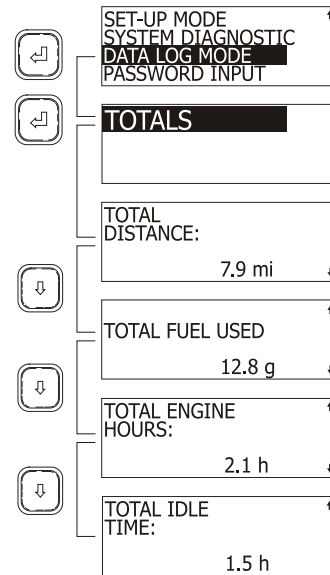 SET-UP MODE
SYSTEM DIAGNOSTIC
DATA LOG MODE
PASSWORD INPUT
TOTALS
TOTAL
DISTANCE:
7.9 mi
TOTAL FUEL USED
12.8 g
TOTAL ENGINE
HOURS:
2.1 h
TOTAL IDLE
TIME:
1.5 h